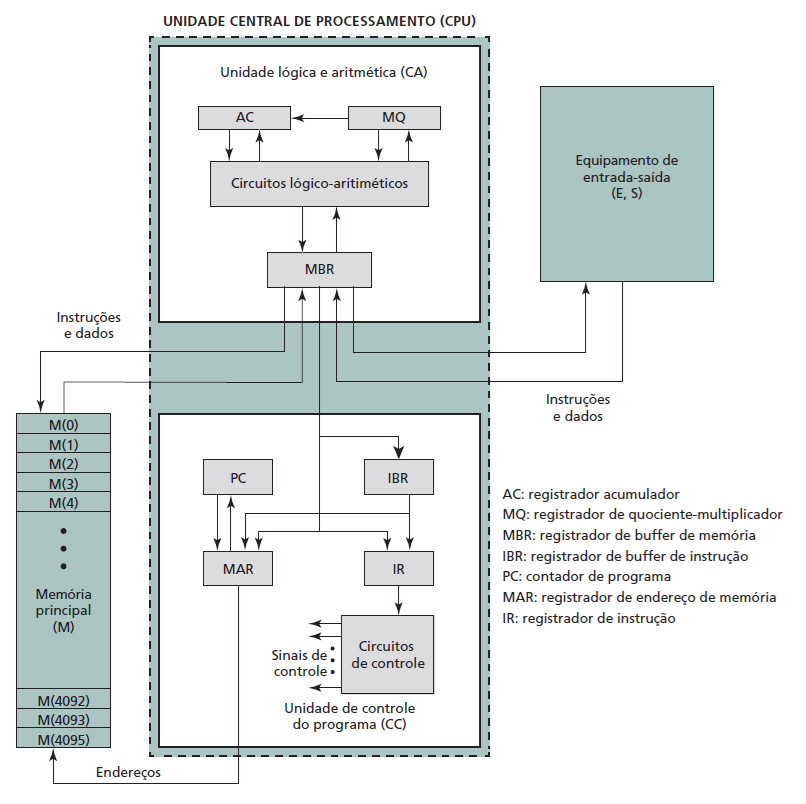 UNIDADE CENTRAL DE PROCESSAMENTO (CPU)
Unidade lógica e aritmética (CA)
AC
MQ
Circuitos lógico-aritiméticos
MBR
Equipamento de
entrada-saída
(E, S)
Instruções
e dados
Instruções
e dados
M(0)
M(1)
M(2)
M(3)
M(4)
Memória
principal
(M)
M(4092)
M(4093)
M(4095)
PC
IBR
MAR
IR
Circuitos
de controle
Sinais de
controle
Unidade de controle
do programa (CC)
Endereços
AC: registrador acumulador
MQ: registrador de quociente-multiplicador
MBR: registrador de buffer de memória
IBR: registrador de buffer de instrução
PC: contador de programa
MAR: registrador de endereço de memória
IR: registrador de instrução